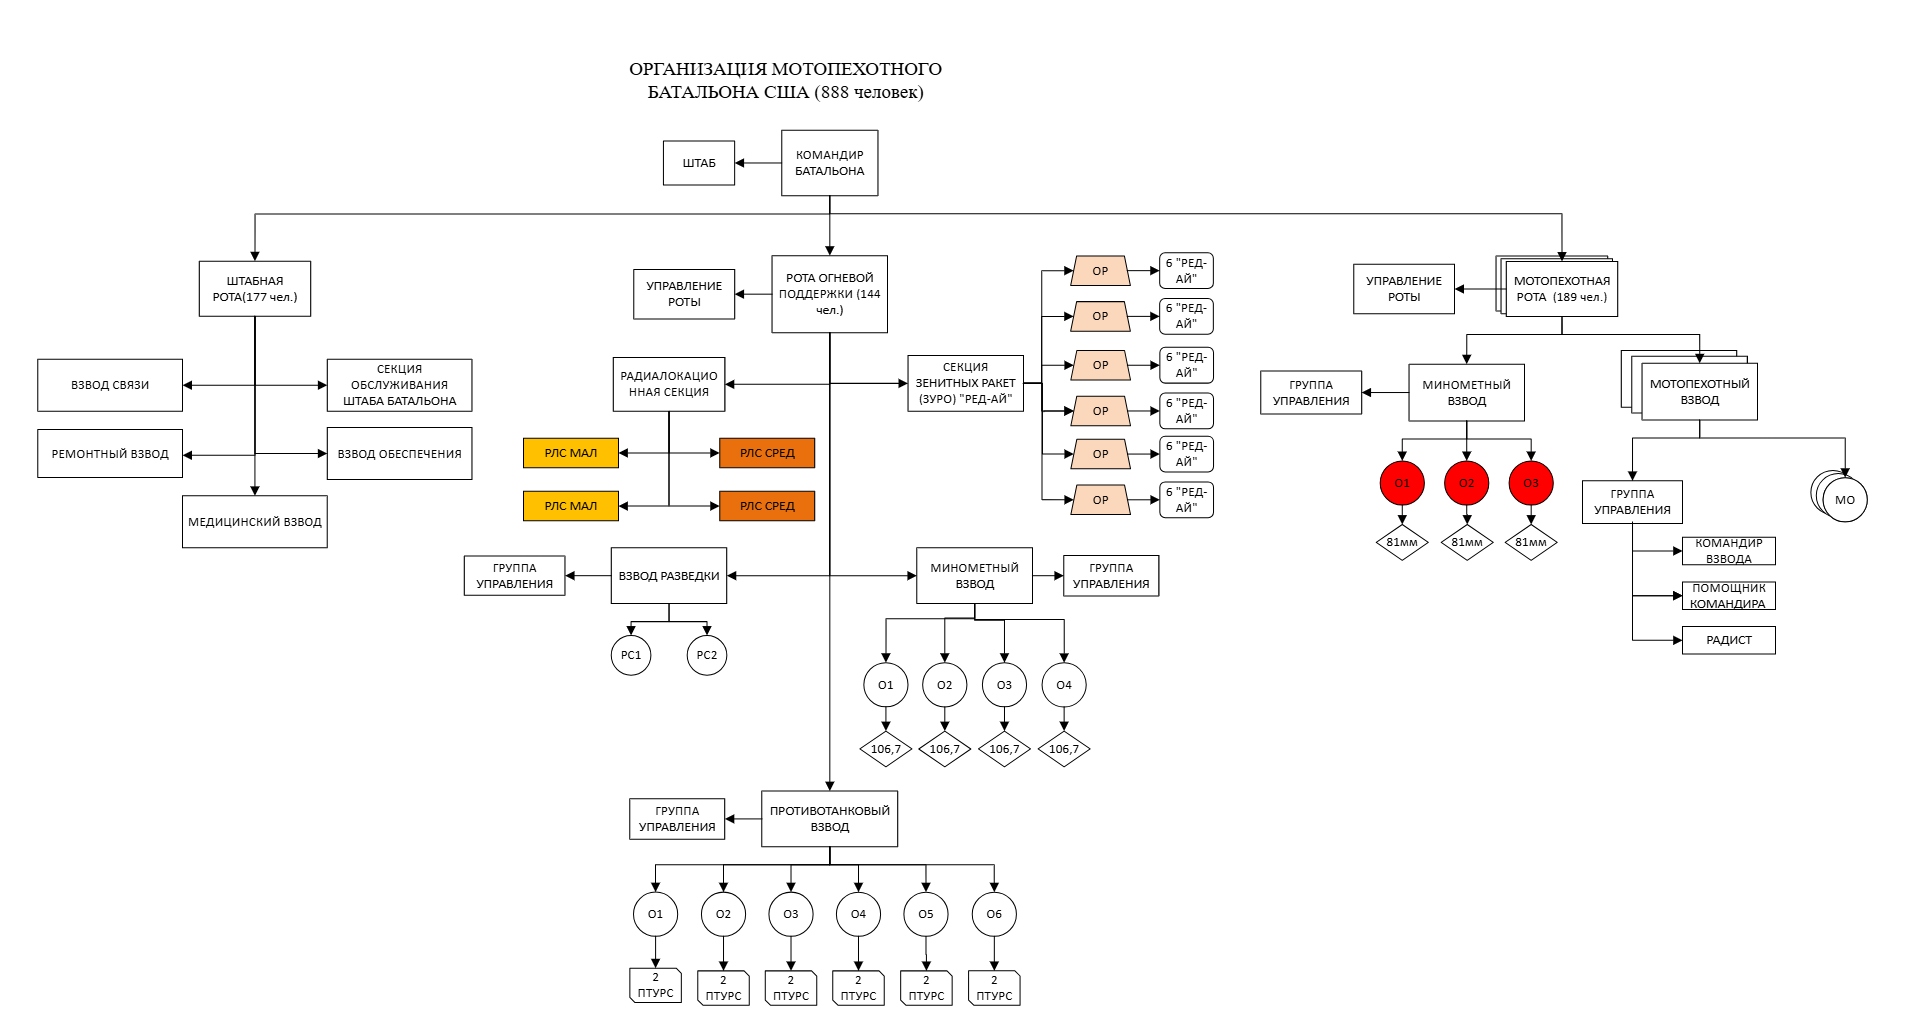 ОРГАНИЗАЦИЯ МОТОПЕХОТНОГО
БАТАЛЬОНА США (888 человек)
ШТАБ
КОМАНДИР
БАТАЛЬОНА
ШТАБНАЯ
РОТА(177 чел.)
ВЗВОД СВЯЗИ
СЕКЦИЯ
ОБСЛУЖИВАНИЯ
ШТАБА БАТАЛЬОНА
РЕМОНТНЫЙ ВЗВОД
ВЗВОД ОБЕСПЕЧЕНИЯ
МЕДИЦИНСКИЙ ВЗВОД
УПРАВЛЕНИЕ
РОТЫ
РОТА ОГНЕВОЙ
ПОДДЕРЖКИ (144
чел.)
РАДИАЛОКАЦИО
ННАЯ СЕКЦИЯ
РЛС МАЛ
РЛС СРЕД
РЛС МАЛ
РЛС СРЕД
СЕКЦИЯ
ЗЕНИТНЫХ РАКЕТ
(ЗУРО) "РЕД-АЙ"
ОР
6 "РЕД-
АЙ"
ОР
6 "РЕД-
АЙ"
ОР
6 "РЕД-
АЙ"
ОР
6 "РЕД-
АЙ"
ОР
6 "РЕД-
АЙ"
ОР
6 "РЕД-
АЙ"
ГРУППА
УПРАВЛЕНИЯ
ВЗВОД РАЗВЕДКИ
РС1
РС2
МИНОМЕТНЫЙ
ВЗВОД
ГРУППА
УПРАВЛЕНИЯ
О1
О2
О3
О4
106,7
106,7
106,7
106,7
ГРУППА
УПРАВЛЕНИЯ
ПРОТИВОТАНКОВЫЙ
ВЗВОД
О1
О2
О3
О4
О5
О6
2
ПТУРС
2
ПТУРС
2
ПТУРС
2
ПТУРС
2
ПТУРС
2
ПТУРС
УПРАВЛЕНИЕ
РОТЫ
МОТОПЕХОТНАЯ
РОТА (189 чел.)
ГРУППА
УПРАВЛЕНИЯ
МИНОМЕТНЫЙ
ВЗВОД
О1
О2
О3
81мм
81мм
81мм
МОТОПЕХОТНЫЙ
ВЗВОД
ГРУППА
УПРАВЛЕНИЯ
МО
КОМАНДИР
ВЗВОДА
ПОМОЩНИК
КОМАНДИРА
РАДИСТ